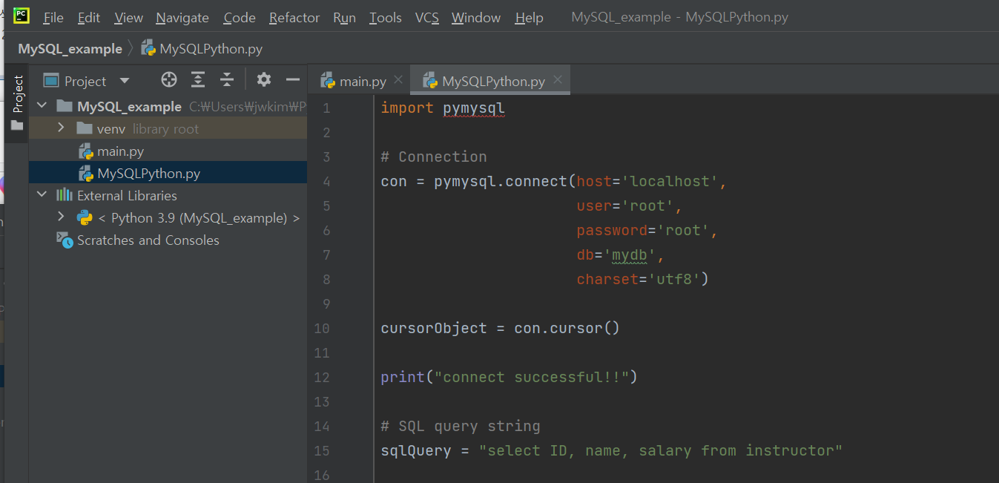 PC File Edit View Navigate Code Refactor Run Tools VCS Window Help MySQL_example - MySQLPython.py
MySQL_example 〉 MySQLPython.py
Project
Project
MySQL_example C:₩Users₩jwkim₩P
venv library root
main.py
MySQLPython.py
External Libraries
< Python 3.9 (MySQL_example) >
Scratches and Consoles
main.py × MySQLPython.py ×
1 import pymysql
2
3 # Connection
4 con = pymysql.connect(host='localhost',
5 user='root',
6 password='root',
7 db='mydb',
8 charset='utf8')
9
10 cursorObject = con.cursor()
11
12 print("connect successful!!")
13
14 # SQL query string
15 sqlQuery = "select ID, name, salary from instructor"
16